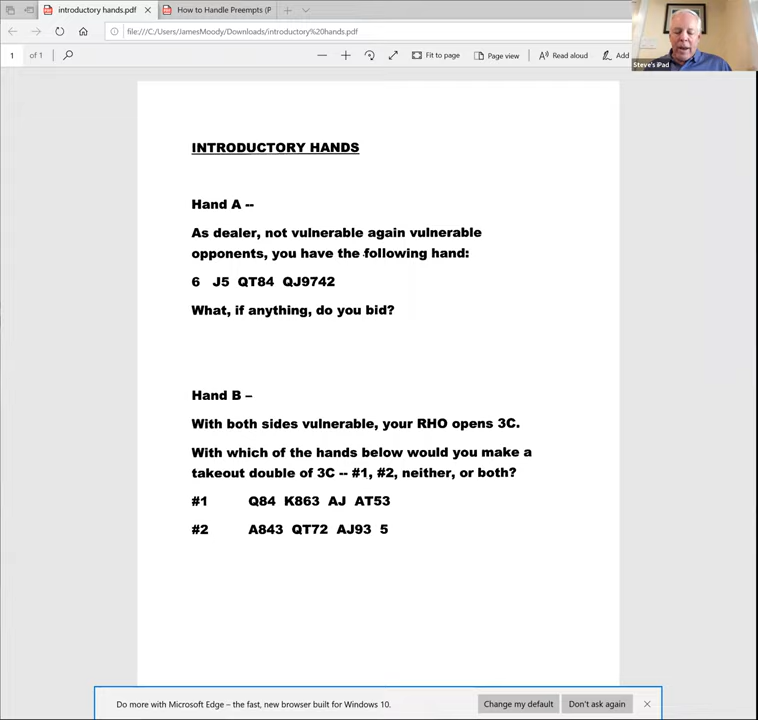 introductory hands.pdf
How to Handle Preempts (P
file:///C:/Users/JamesMoody/Downloads/introductory%20hands.pdf
1 of 1
Fit to page
Page view
Read aloud
Add
Steve's iPad
INTRODUCTORY HANDS
Hand A --
As dealer, not vulnerable again vulnerable
opponents, you have the following hand:
6 J5 QT84 QJ9742
What, if anything, do you bid?
Hand B –
With both sides vulnerable, your RHO opens 3C.
With which of the hands below would you make a
takeout double of 3C -- #1, #2, neither, or both?
#1 Q84 K863 AJ AT53
#2 A843 QT72 AJ93 5
Do more with Microsoft Edge – the fast, new browser built for Windows 10.
Change my default
Don't ask again